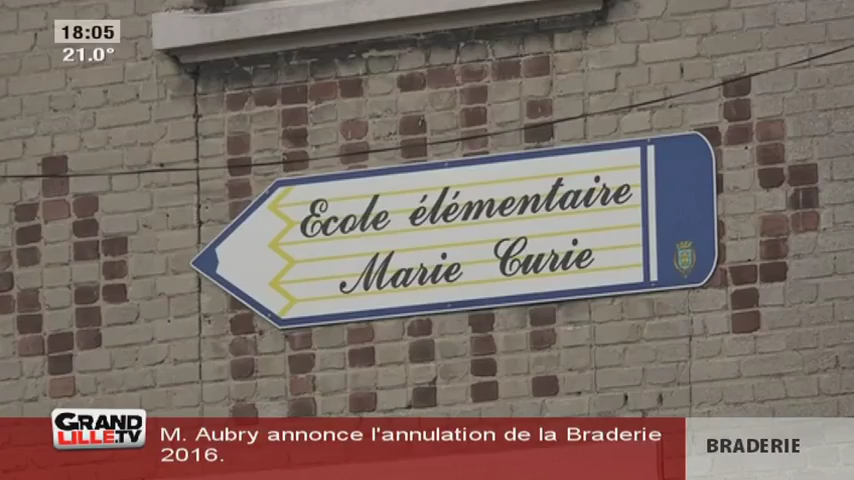 18:05
21.0°
Ecole élémentaire
Marie Curie
GRAND
LILLE.TV
M. Aubry annonce l'annulation de la Braderie
2016.
BRADERIE